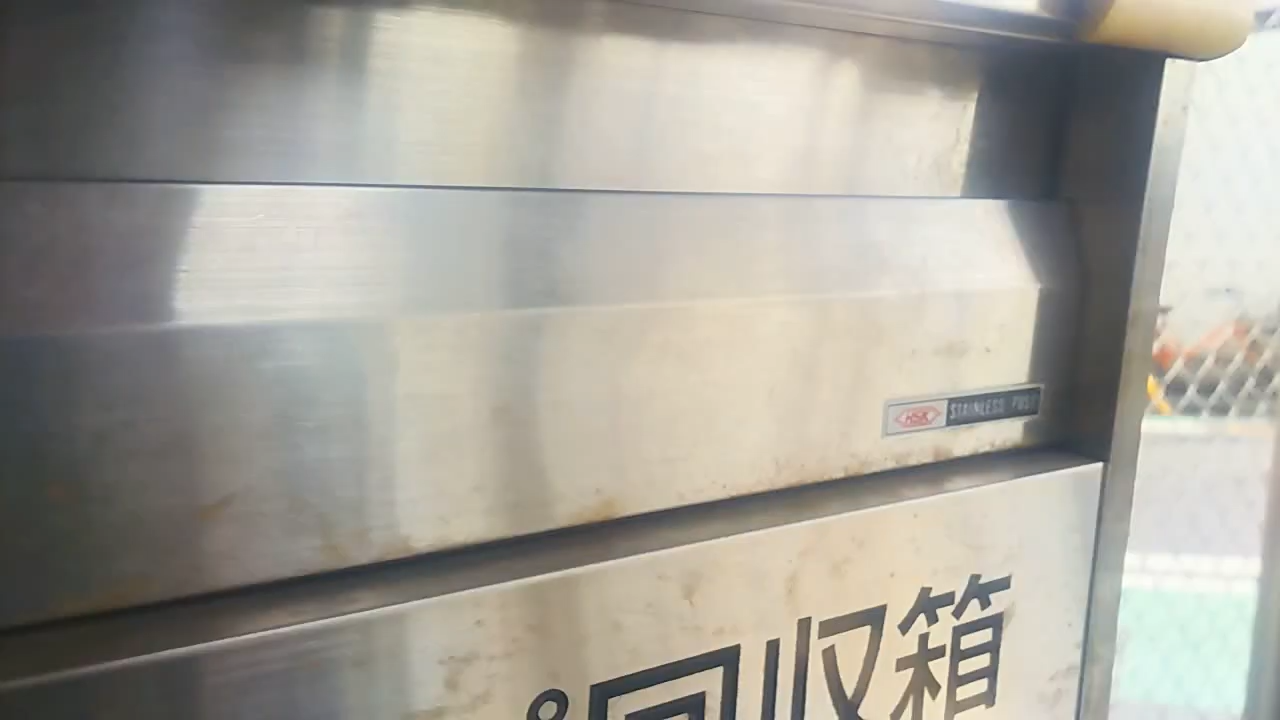 HSK STAINLESS POST
回収箱